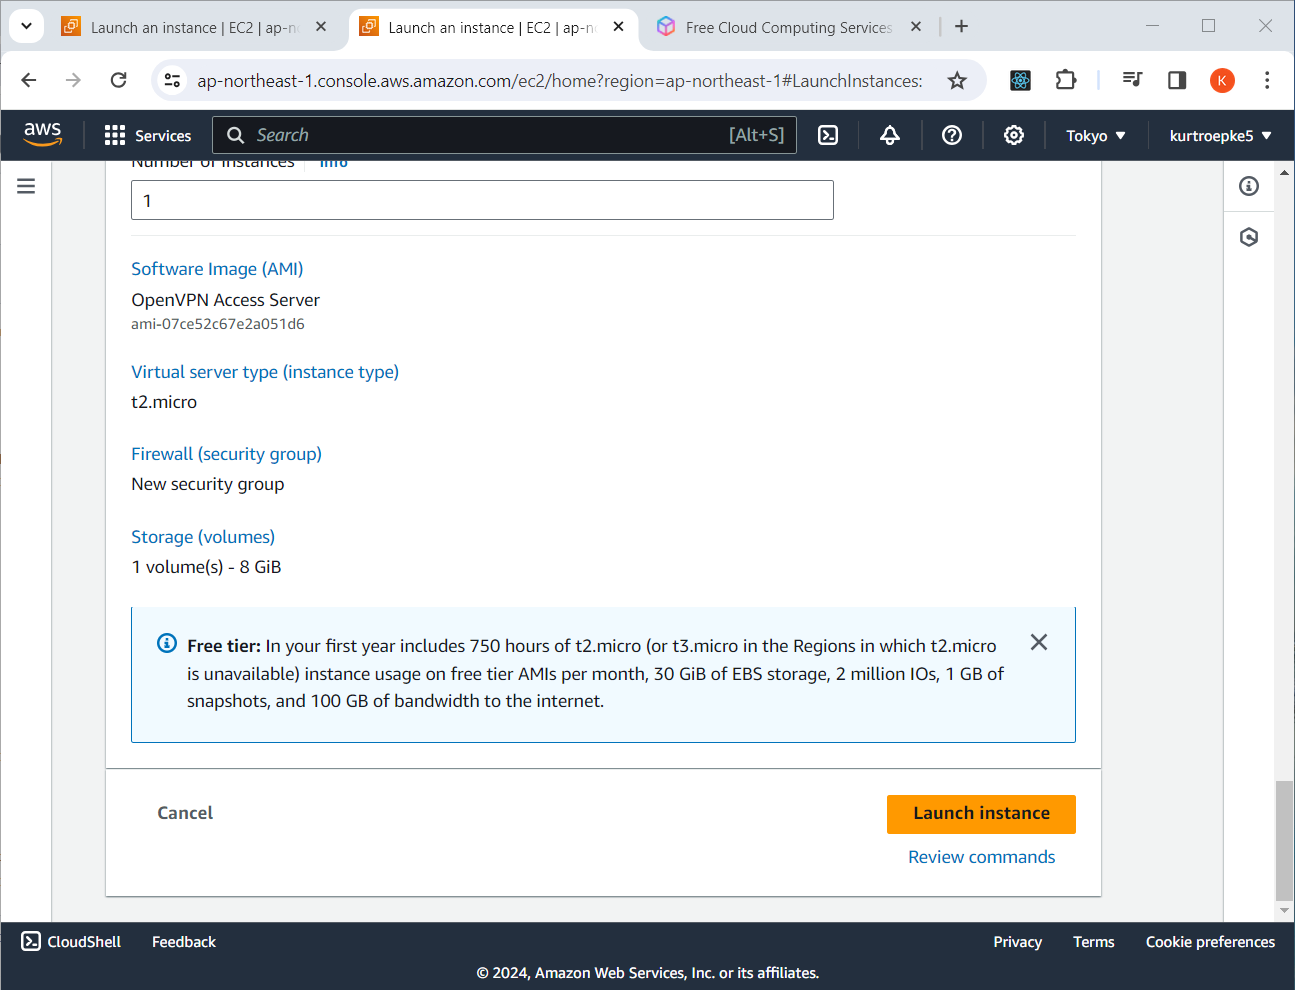 Launch an instance | EC2 | ap-no
Launch an instance | EC2 | ap-no
Free Cloud Computing Services
ap-northeast-1.console.aws.amazon.com/ec2/home?region=ap-northeast-1#LaunchInstances:
K
aws
Services
Search
[Alt+S]
Tokyo
kurtroepke5
Number of instances
Info
1
Software Image (AMI)
OpenVPN Access Server
ami-07ce52c67e2a051d6
Virtual server type (instance type)
t2.micro
Firewall (security group)
New security group
Storage (volumes)
1 volume(s) - 8 GiB
Free tier: In your first year includes 750 hours of t2.micro (or t3.micro in the Regions in which t2.micro
is unavailable) instance usage on free tier AMIs per month, 30 GiB of EBS storage, 2 million IOs, 1 GB of
snapshots, and 100 GB of bandwidth to the internet.
Cancel
Launch instance
Review commands
CloudShell
Feedback
Privacy
Terms
Cookie preferences
© 2024, Amazon Web Services, Inc. or its affiliates.